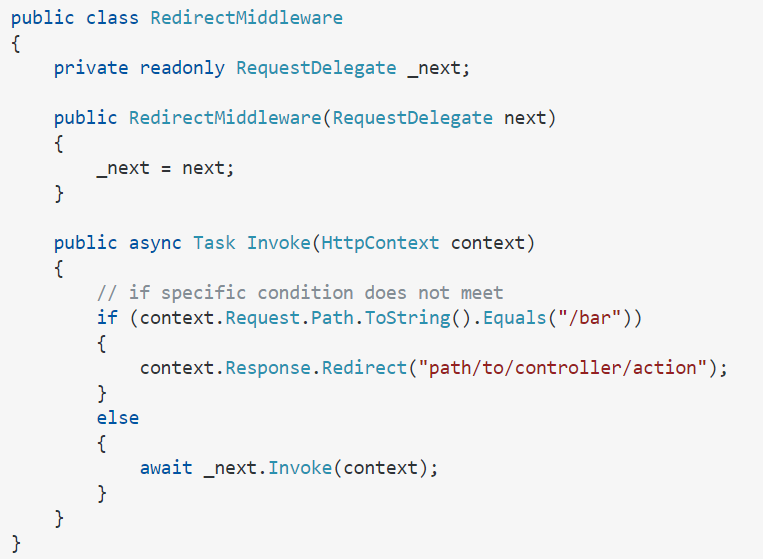 public class RedirectMiddleware
{
    private readonly RequestDelegate _next;

    public RedirectMiddleware(RequestDelegate next)
    {
        _next = next;
    }

    public async Task Invoke(HttpContext context)
    {
        // if specific condition does not meet
        if (context.Request.Path.ToString().Equals("/bar"))
        {
            context.Response.Redirect("path/to/controller/action");
        }
        else
        {
            await _next.Invoke(context);
        }
    }
}